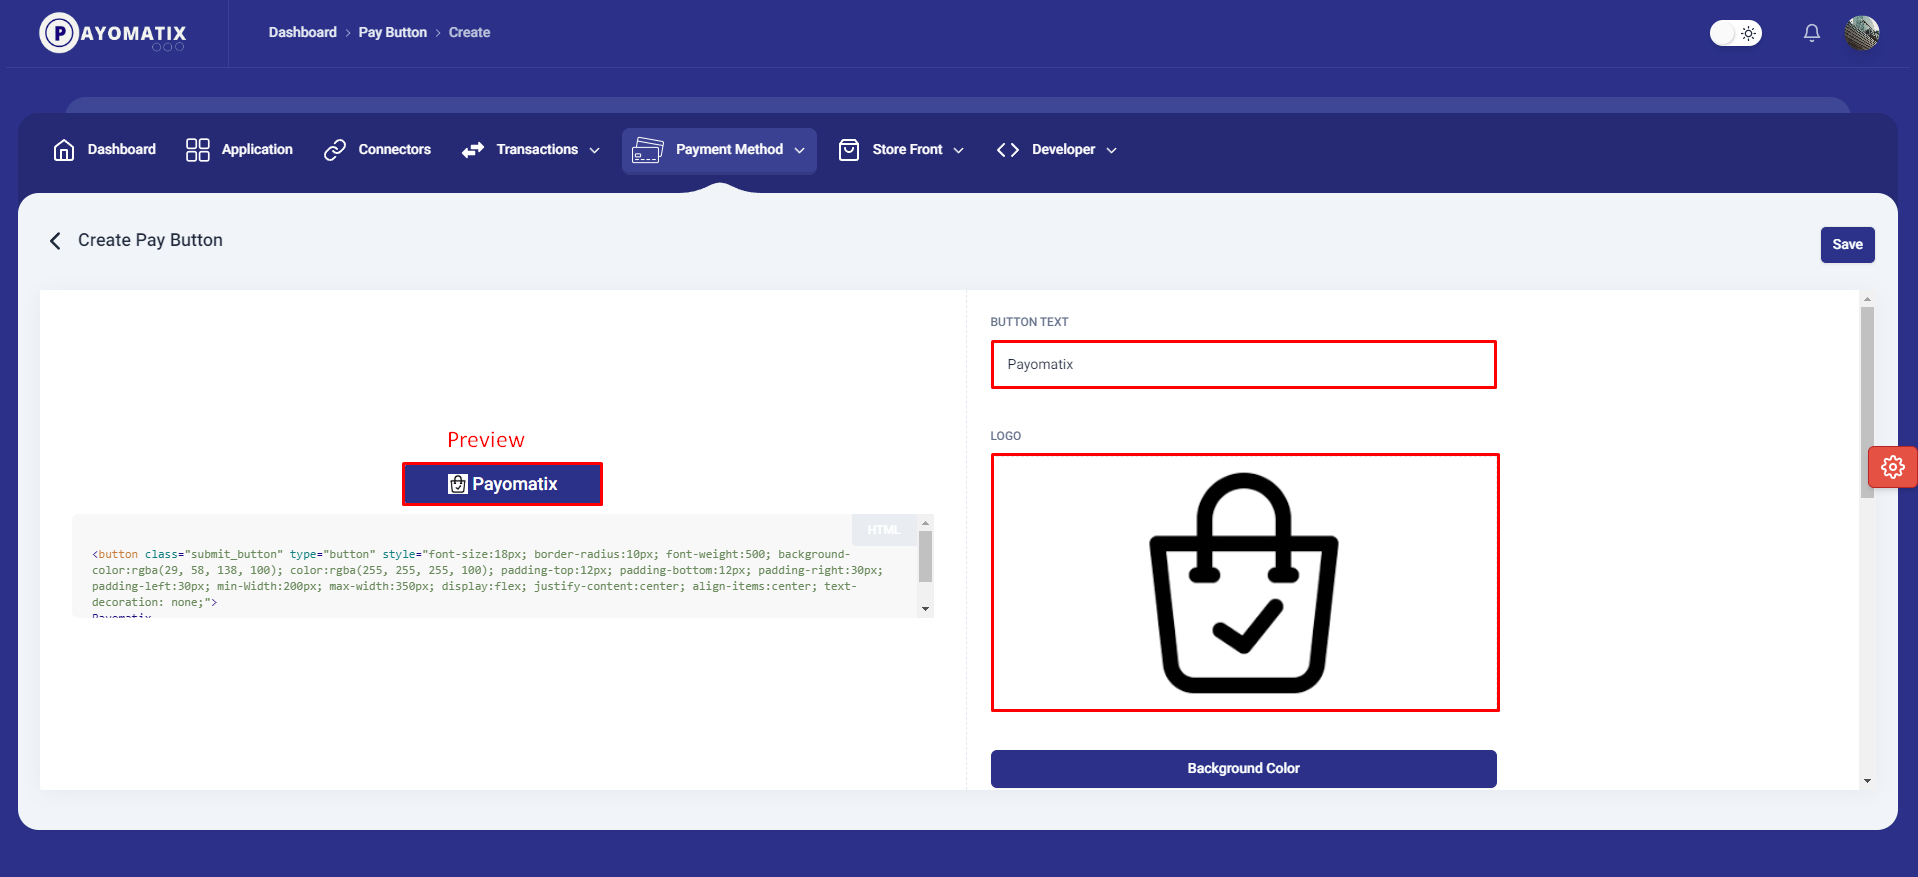 PAYOMATIX
Dashboard > Pay Button > Create
Dashboard Application Connectors Transactions Payment Method Store Front Developer
Create Pay Button
Save
BUTTON TEXT
Payomatix
LOGO
Preview
Payomatix
HTML
<button class="submit_button" type="button" style="font-size:18px; border-radius:10px; font-weight:500; background-
color:rgba(29, 58, 138, 100); color:rgba(255, 255, 255, 100); padding-top:12px; padding-bottom:12px; padding-right:30px;
padding-left:30px; min-Width:200px; max-width:350px; display:flex; justify-content:center; align-items:center; text-
decoration: none;">
Payomatix
Background Color